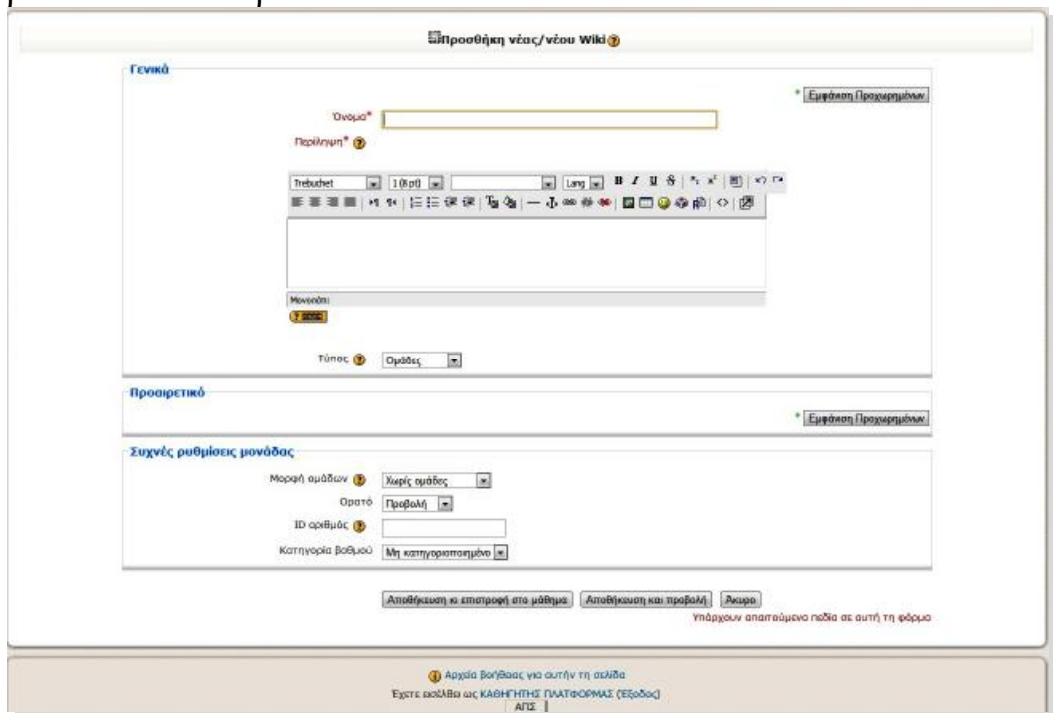 Προσθήκη νέας/νέου Wiki
Γενικά
* Εμφάνιση Προχωρημένων
Όνομα*
Περίληψη*
Trebuchet 1 (8 pt) Lang B I U S
Μονοπάτι:
Τύπος Ομάδες
Προαιρετικό
* Εμφάνιση Προχωρημένων
Συχνές ρυθμίσεις μονάδας
Μορφή ομάδων Χωρίς ομάδες
Ορατό Προβολή
ID αριθμός
Κατηγορία βαθμού Μη κατηγοριοποιημένο
Αποθήκευση κι επιστροφή στο μάθημα Αποθήκευση και προβολή Άκυρο
Υπάρχουν απαιτούμενα πεδία σε αυτή τη φόρμα
Αρχεία βοήθειας για αυτήν τη σελίδα
Έχετε εισέλθει ως ΚΑΘΗΓΗΤΗΣ ΠΛΑΤΦΟΡΜΑΣ (Έξοδος)
ΑΠΣ